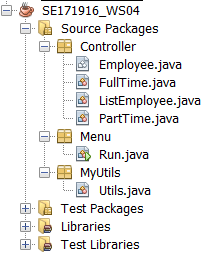 SE171916_WS04
Source Packages
Controller
Employee.java
FullTime.java
ListEmployee.java
PartTime.java
Menu
Run.java
MyUtils
Utils.java
Test Packages
Libraries
Test Libraries